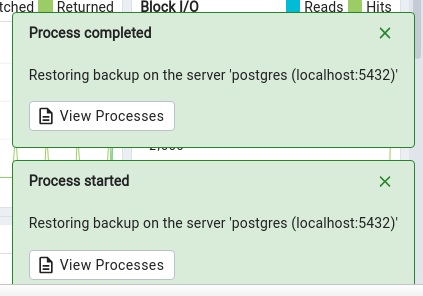 tched Returned Block I/O Reads Hits
Process completed
Restoring backup on the server 'postgres (localhost:5432)'
View Processes
Process started
Restoring backup on the server 'postgres (localhost:5432)'
View Processes